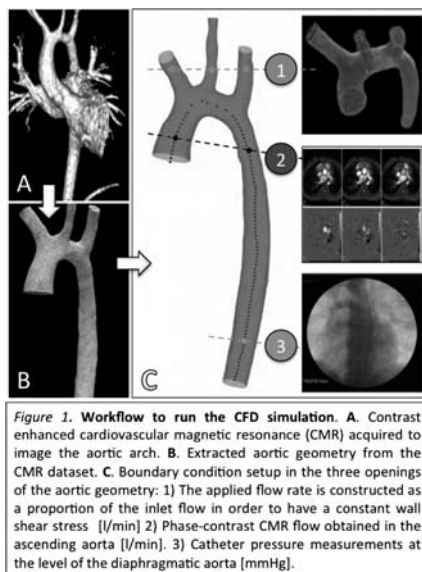 A
B
C
1
2
3
Figure 1. Workflow to run the CFD simulation. A. Contrast
enhanced cardiovascular magnetic resonance (CMR) acquired to
image the aortic arch. B. Extracted aortic geometry from the
CMR dataset. C. Boundary condition setup in the three openings
of the aortic geometry: 1) The applied flow rate is constructed as
a proportion of the inlet flow in order to have a constant wall
shear stress [l/min] 2) Phase-contrast CMR flow obtained in the
ascending aorta [l/min]. 3) Catheter pressure measurements at
the level of the diaphragmatic aorta [mmHg].